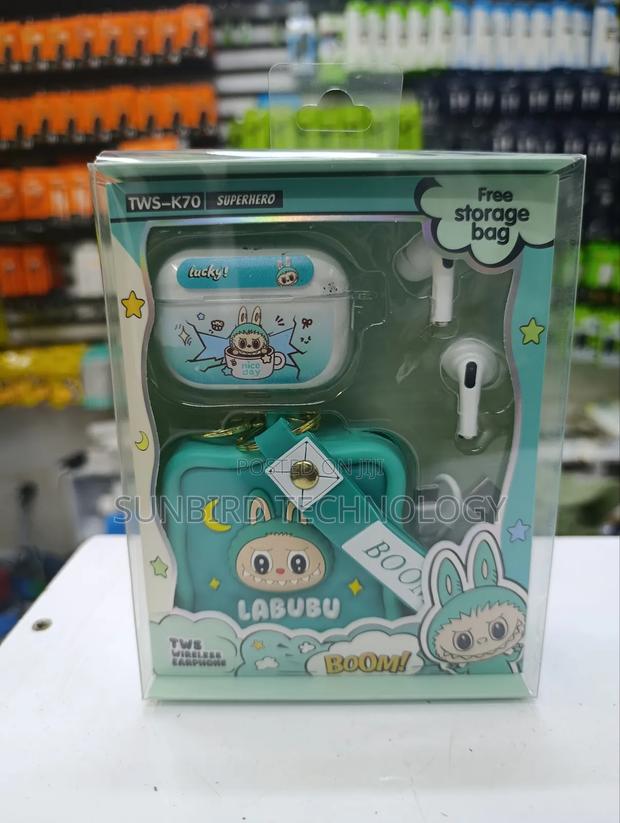 TWS-K70 SUPERHERO
Free
storage
bag
lucky!
nice
day
POSTED ON JIJI
SUNBIRD TECHNOLOGY
BOOM
LABUBU
TWS
WIRELESS
EARPHONE
BOOM!